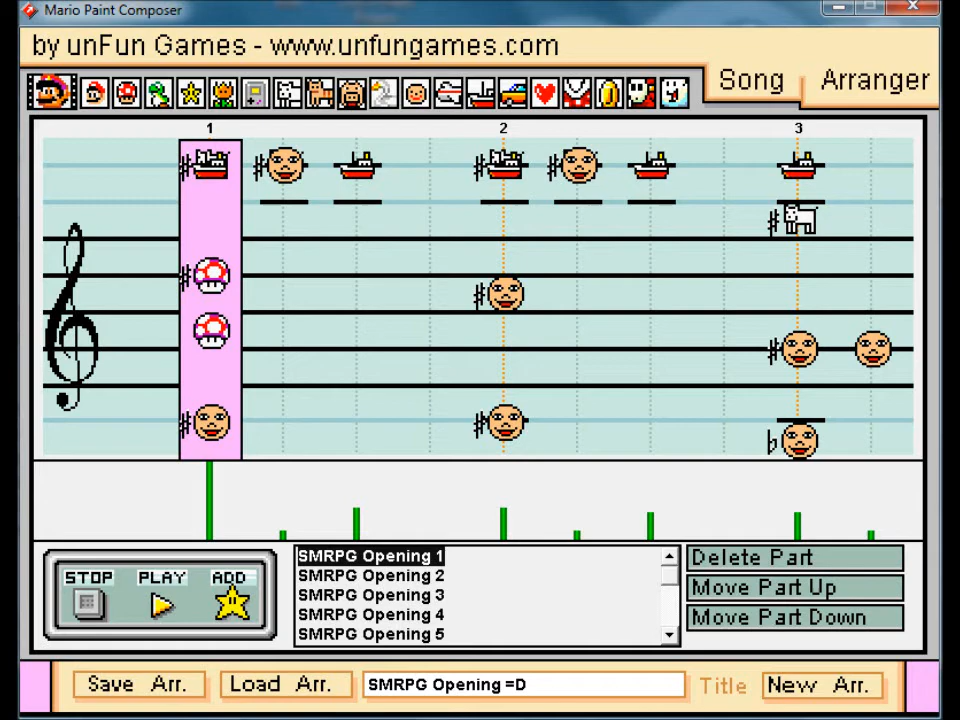 Mario Paint Composer
by unFun Games - www.unfungames.com
Song
Arranger
1
2
3
STOP
PLAY
ADD
SMRPG Opening 1
SMRPG Opening 2
SMRPG Opening 3
SMRPG Opening 4
SMRPG Opening 5
Delete Part
Move Part Up
Move Part Down
Save Arr.
Load Arr.
SMRPG Opening =D
Title
New Arr.